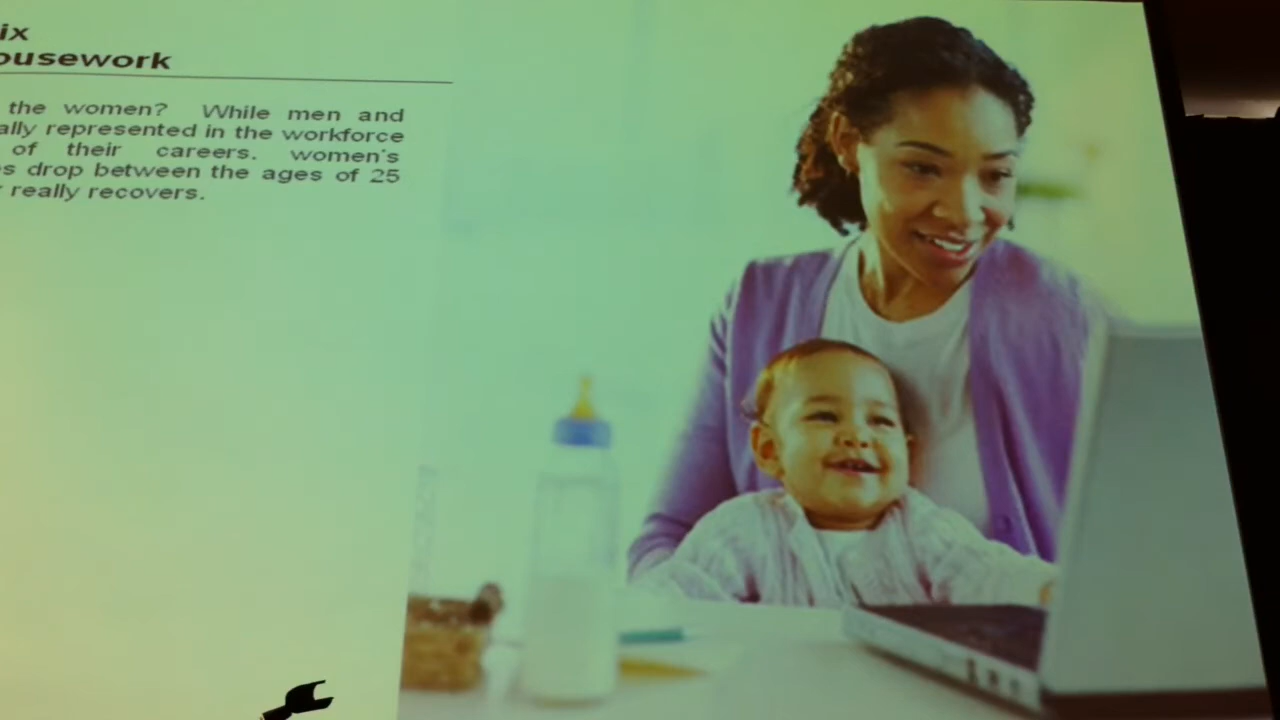 ix
ousework
the women? While men and
ally represented in the workforce
of their careers. women's
s drop between the ages of 25
really recovers.